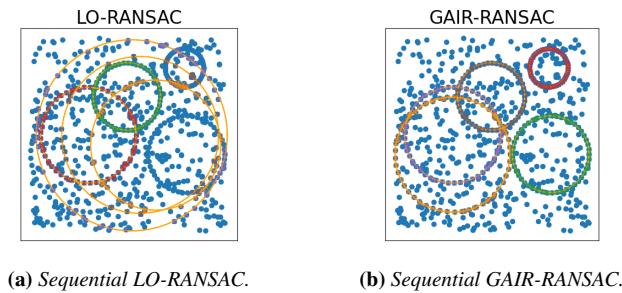 LO-RANSAC
GAIR-RANSAC
(a) Sequential LO-RANSAC.
(b) Sequential GAIR-RANSAC.